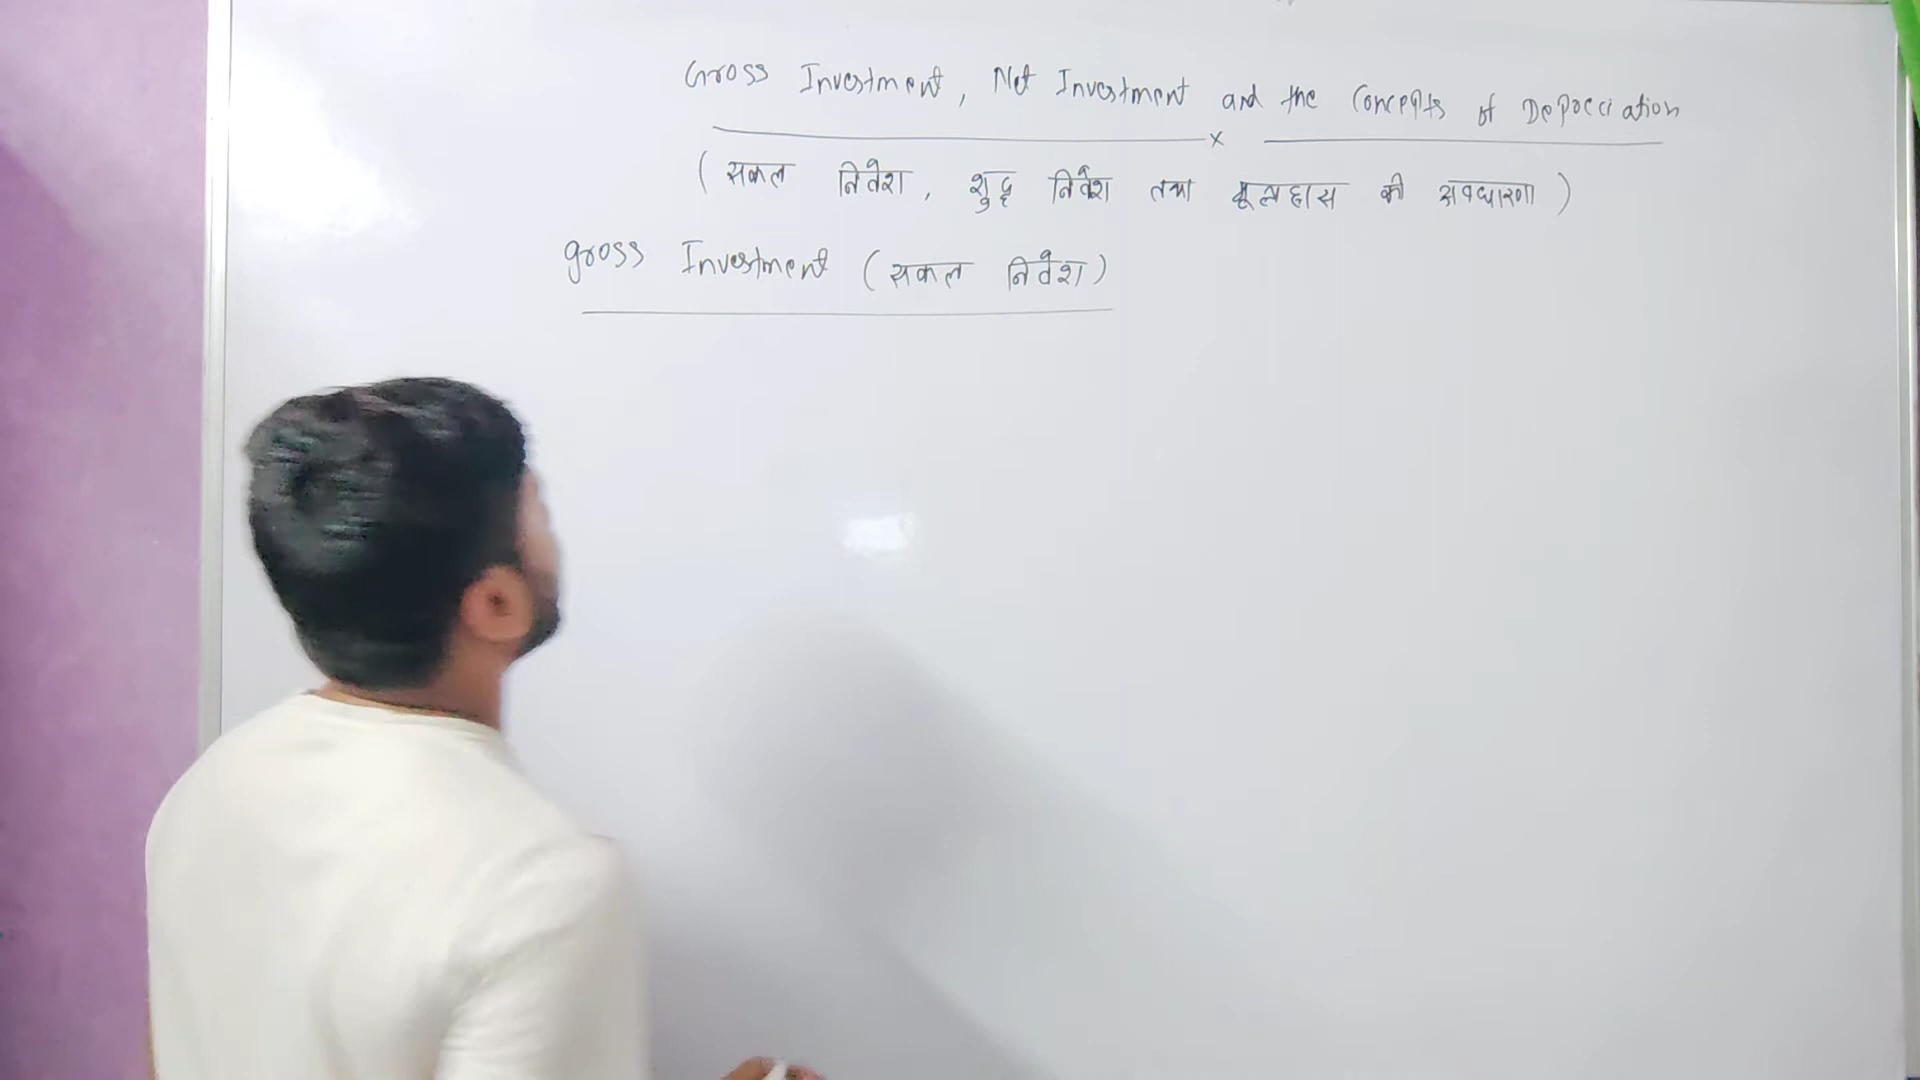 Gross Investment, Net Investment and the Concepts of Depreciation
(सकल निवेश, शुद्ध निवेश तथा मूल्यह्रास की अवधारणा)
gross Investment (सकल निवेश)